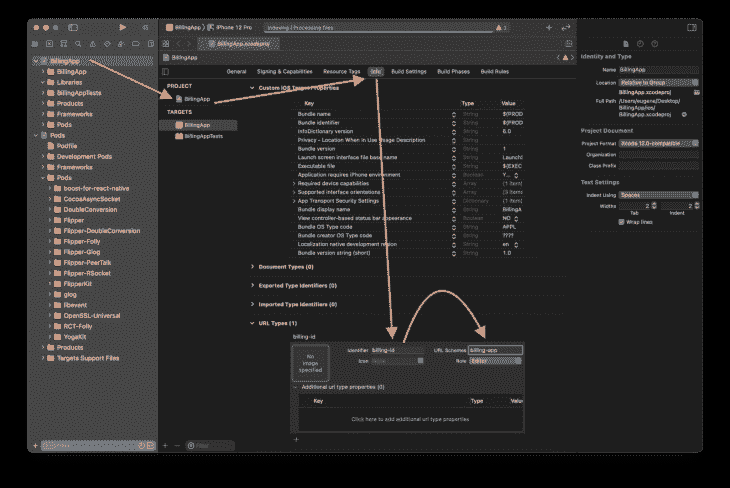 BillingApp
iPhone 12 Pro
Indexing | Processing files
BillingApp.xcodeproj
BillingApp
General
Signing & Capabilities
Resource Tags
Info
Build Settings
Build Phases
Build Rules
BillingApp
BillingApp
Libraries
BillingAppTests
Products
Frameworks
Pods
Pods
Podfile
Development Pods
Frameworks
Pods
boost-for-react-native
CocoaAsyncSocket
DoubleConversion
Flipper
Flipper-DoubleConversion
Flipper-Folly
Flipper-Glog
Flipper-PeerTalk
Flipper-RSocket
FlipperKit
glog
libevent
OpenSSL-Universal
RCT-Folly
YogaKit
Products
Targets Support Files
PROJECT
BillingApp
TARGETS
BillingApp
BillingAppTests
Custom iOS Target Properties
Key Type Value
Bundle name String $(PROD
Bundle identifier String $(PROD
InfoDictionary version String 6.0
Privacy - Location When in Use Usage Description String
Bundle version String 1
Launch screen interface file base name String Launch
Executable file String $(EXEC
Application requires iPhone environment Boolean Y...
Required device capabilities Array (1 item)
Supported interface orientations Array (3 items)
App Transport Security Settings Dictionary (1 item)
Bundle display name String BillingA
View controller-based status bar appearance Boolean NO
Bundle OS Type code String APPL
Bundle creator OS Type code String ????
Localization native development region String en
Bundle version string (short) String 1.0
Document Types (0)
Exported Type Identifiers (0)
Imported Type Identifiers (0)
URL Types (1)
billing-id
No image specified
Identifier billing-id
URL Schemes billing-app
Icon
Role Editor
Additional url type properties (0)
Key Type Value
Click here to add additional url type properties
Filter
Identity and Type
Name BillingApp
Location Relative to Group
BillingApp.xcodeproj
Full Path /Users/eugene/Desktop/
BillingApp/ios/
BillingApp.xcodeproj
Project Document
Project Format Xcode 12.0-compatible
Organization
Class Prefix
Text Settings
Indent Using Spaces
Widths 2 2
Tab Indent
Wrap lines